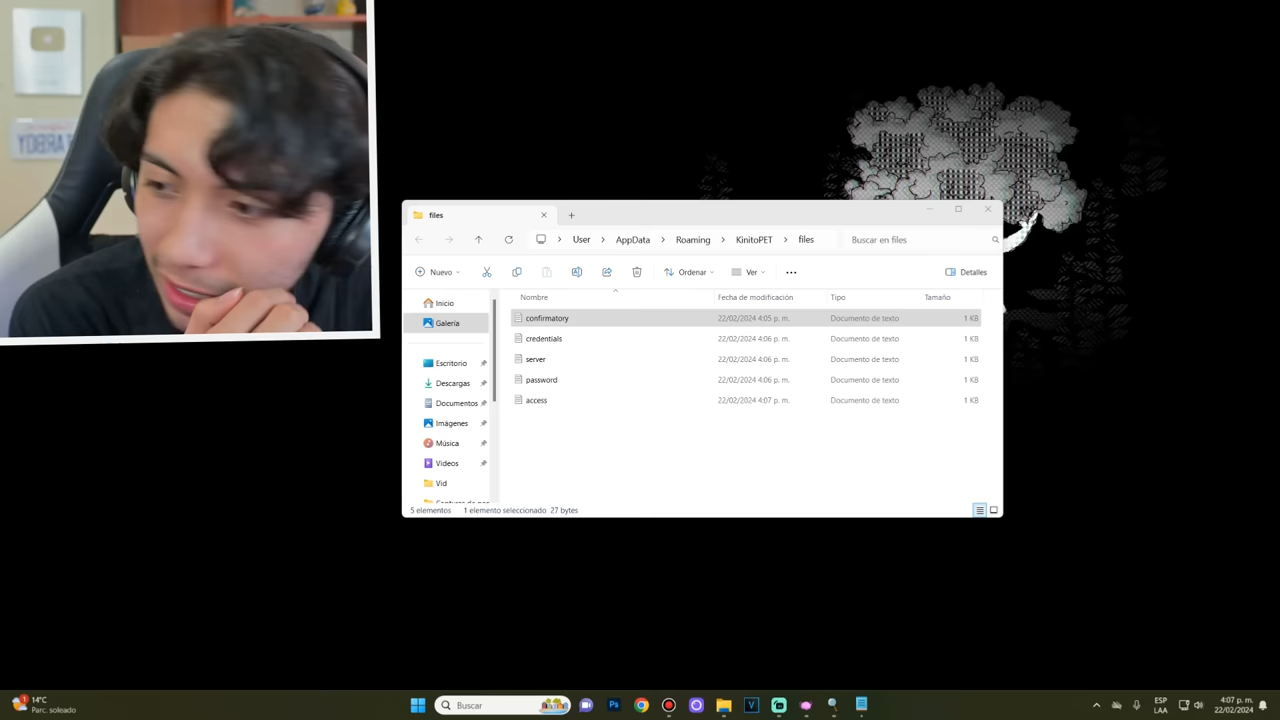 files
User > AppData > Roaming > KinitoPET > files
Buscar en files
Nuevo
Ordenar
Ver
Detalles
Nombre Fecha de modificación Tipo Tamaño
confirmatory 22/02/2024 4:05 p. m. Documento de texto 1 KB
credentials 22/02/2024 4:06 p. m. Documento de texto 1 KB
server 22/02/2024 4:06 p. m. Documento de texto 1 KB
password 22/02/2024 4:06 p. m. Documento de texto 1 KB
access 22/02/2024 4:07 p. m. Documento de texto 1 KB
Inicio
Galería
Escritorio
Descargas
Documentos
Imágenes
Música
Videos
Vid
5 elementos 1 elemento seleccionado 27 bytes
1
14°C
Parc. soleado
Buscar
Ps
V
ESP
LAA
4:07 p. m.
22/02/2024